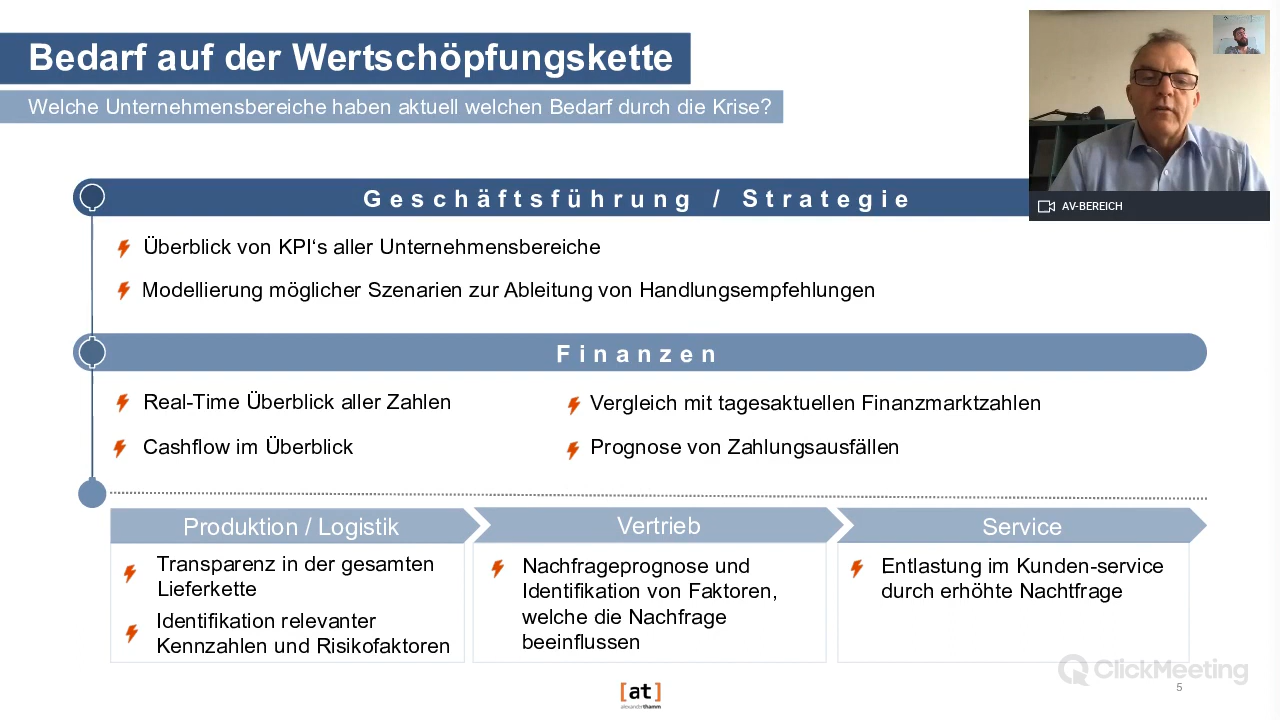 Bedarf auf der Wertschöpfungskette
Welche Unternehmensbereiche haben aktuell welchen Bedarf durch die Krise?
AV-BEREICH
Geschäftsführung / Strategie
Überblick von KPI‘s aller Unternehmensbereiche
Modellierung möglicher Szenarien zur Ableitung von Handlungsempfehlungen
Finanzen
Real-Time Überblick aller Zahlen
Vergleich mit tagesaktuellen Finanzmarktzahlen
Cashflow im Überblick
Prognose von Zahlungsausfällen
Produktion / Logistik
Transparenz in der gesamten
Lieferkette
Identifikation relevanter
Kennzahlen und Risikofaktoren
Vertrieb
Nachfrageprognose und
Identifikation von Faktoren,
welche die Nachfrage
beeinflussen
Service
Entlastung im Kunden-service
durch erhöhte Nachtfrage
ClickMeeting
[at]
alexanderthamm
5